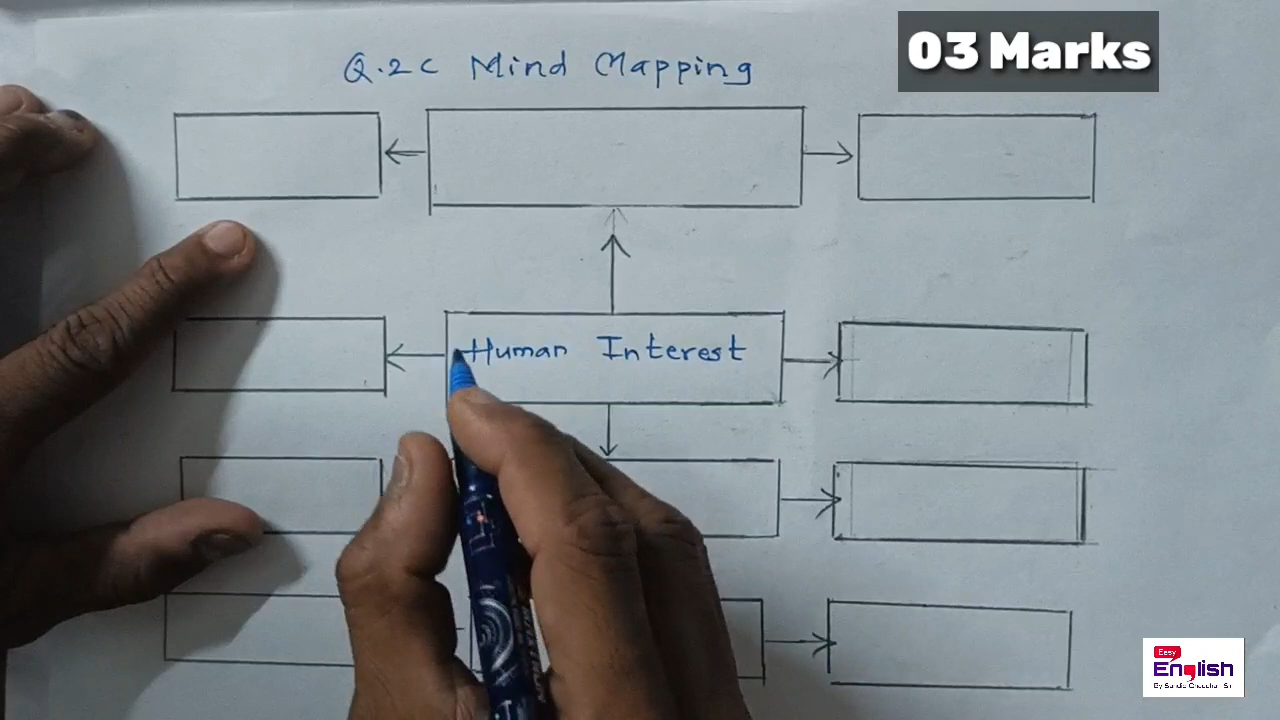 03 Marks
Q.2C Mind Mapping
Human Interest
Easy
English